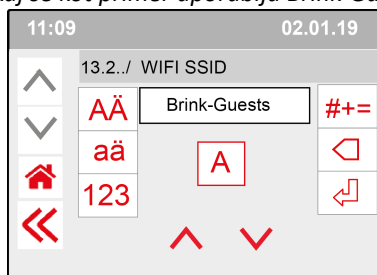 11:09 02.01.19
13.2../ WIFI SSID
AÄ Brink-Guests #+=
aä A
123